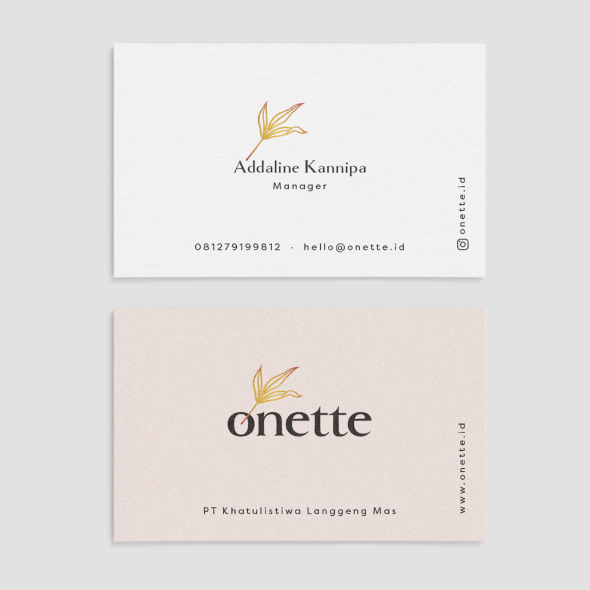 Addaline Kannipa
Manager
081279199812 · hello@onette.id
onette.id
onette
PT Khatulistiwa Langgeng Mas
www.onette.id